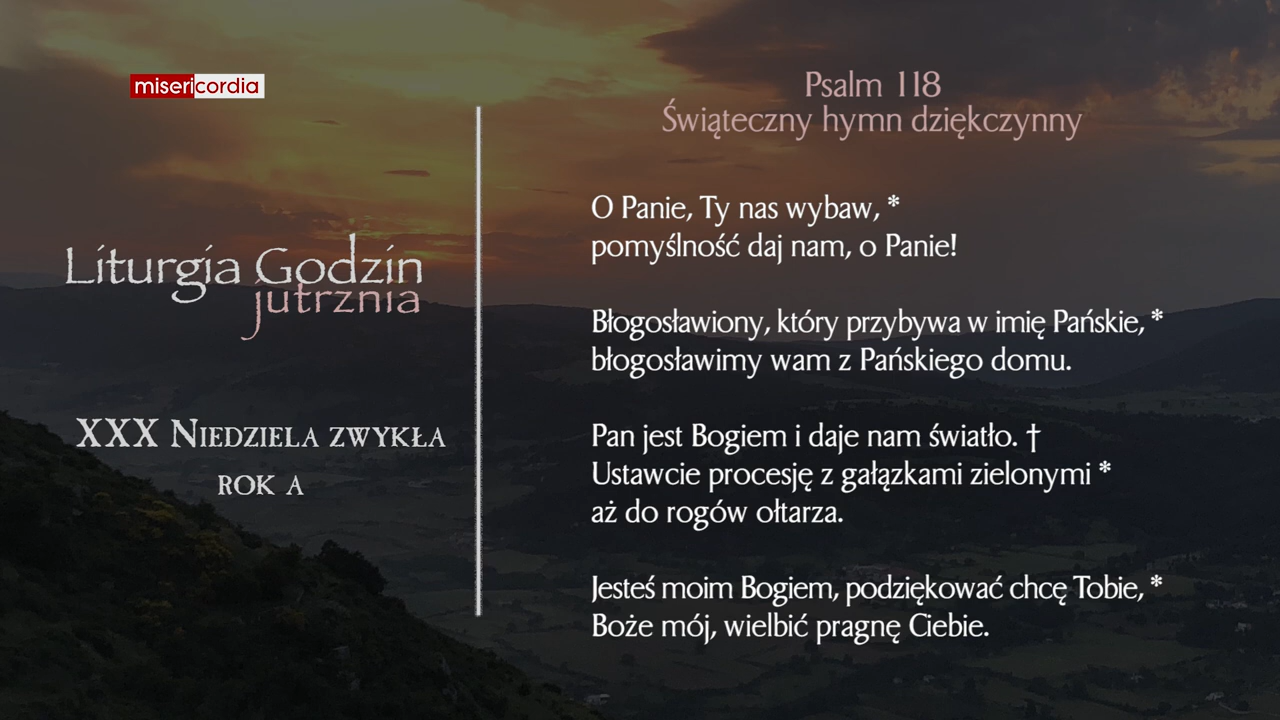 misericordia
Liturgia Godzin
jutrznia
XXX Niedziela zwykła
rok A
Psalm 118
Świąteczny hymn dziękczynny
O Panie, Ty nas wybaw, *
pomyślność daj nam, o Panie!
Błogosławiony, który przybywa w imię Pańskie, *
błogosławimy wam z Pańskiego domu.
Pan jest Bogiem i daje nam światło. †
Ustawcie procesję z gałązkami zielonymi *
aż do rogów ołtarza.
Jesteś moim Bogiem, podziękować chcę Tobie, *
Boże mój, wielbić pragnę Ciebie.